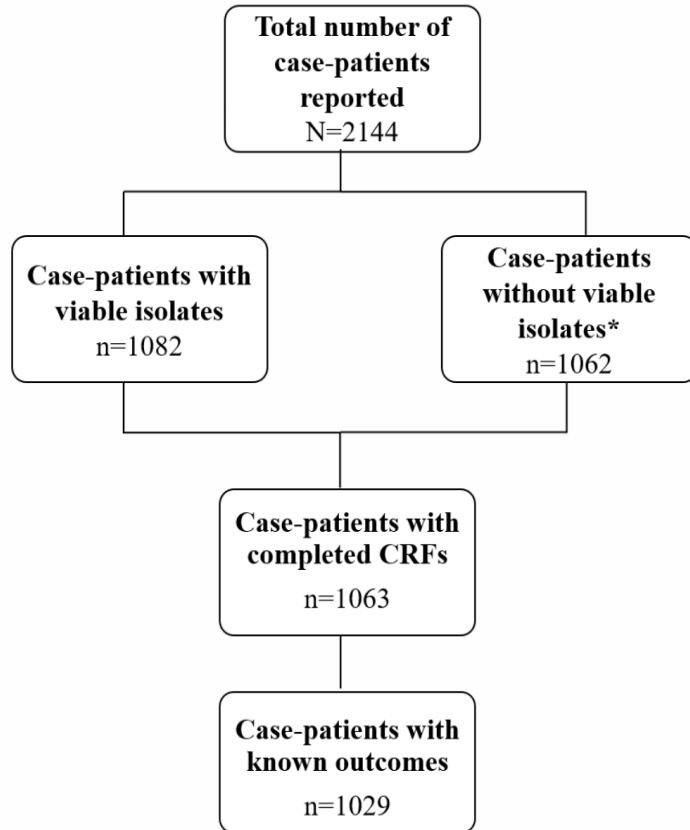 Total number of
case-patients
reported
N=2144
Case-patients with
viable isolates
n=1082
Case-patients
without viable
isolates*
n=1062
Case-patients with
completed CRFs
n=1063
Case-patients with
known outcomes
n=1029